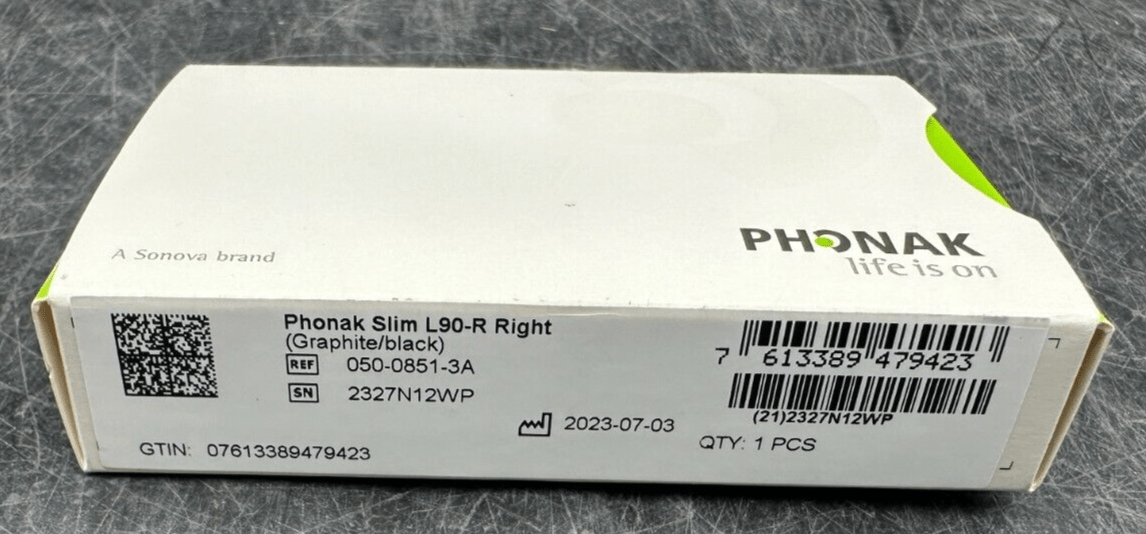 A Sonova brand
PHONAK
life is on
Phonak Slim L90-R Right
(Graphite/black)
REF 050-0851-3A
SN 2327N12WP
2023-07-03
GTIN: 07613389479423
7 613389 479423
(21)2327N12WP
QTY: 1 PCS